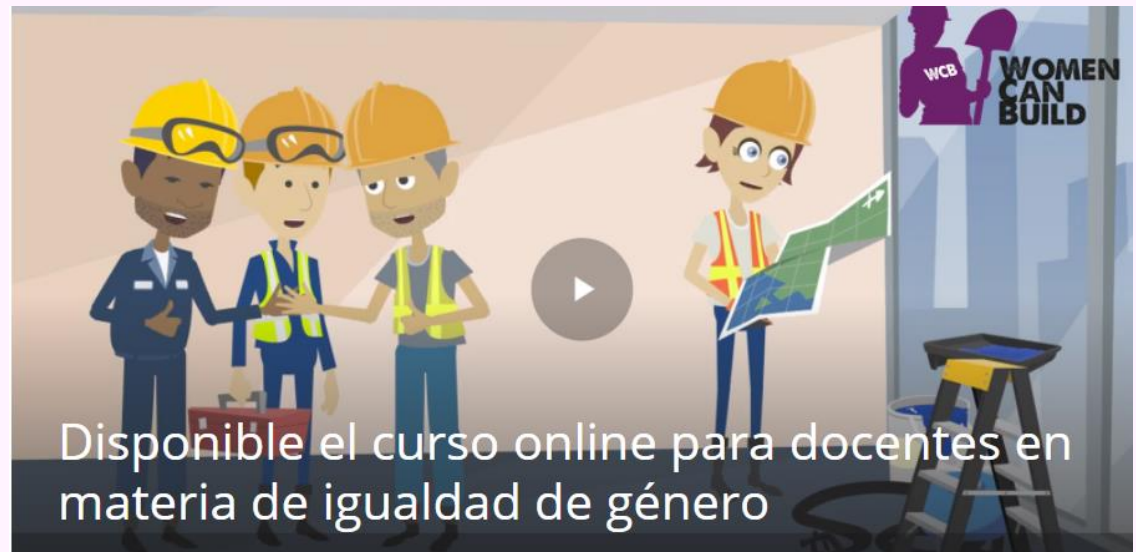 WCB
WOMEN
CAN
BUILD
Disponible el curso online para docentes en
materia de igualdad de género